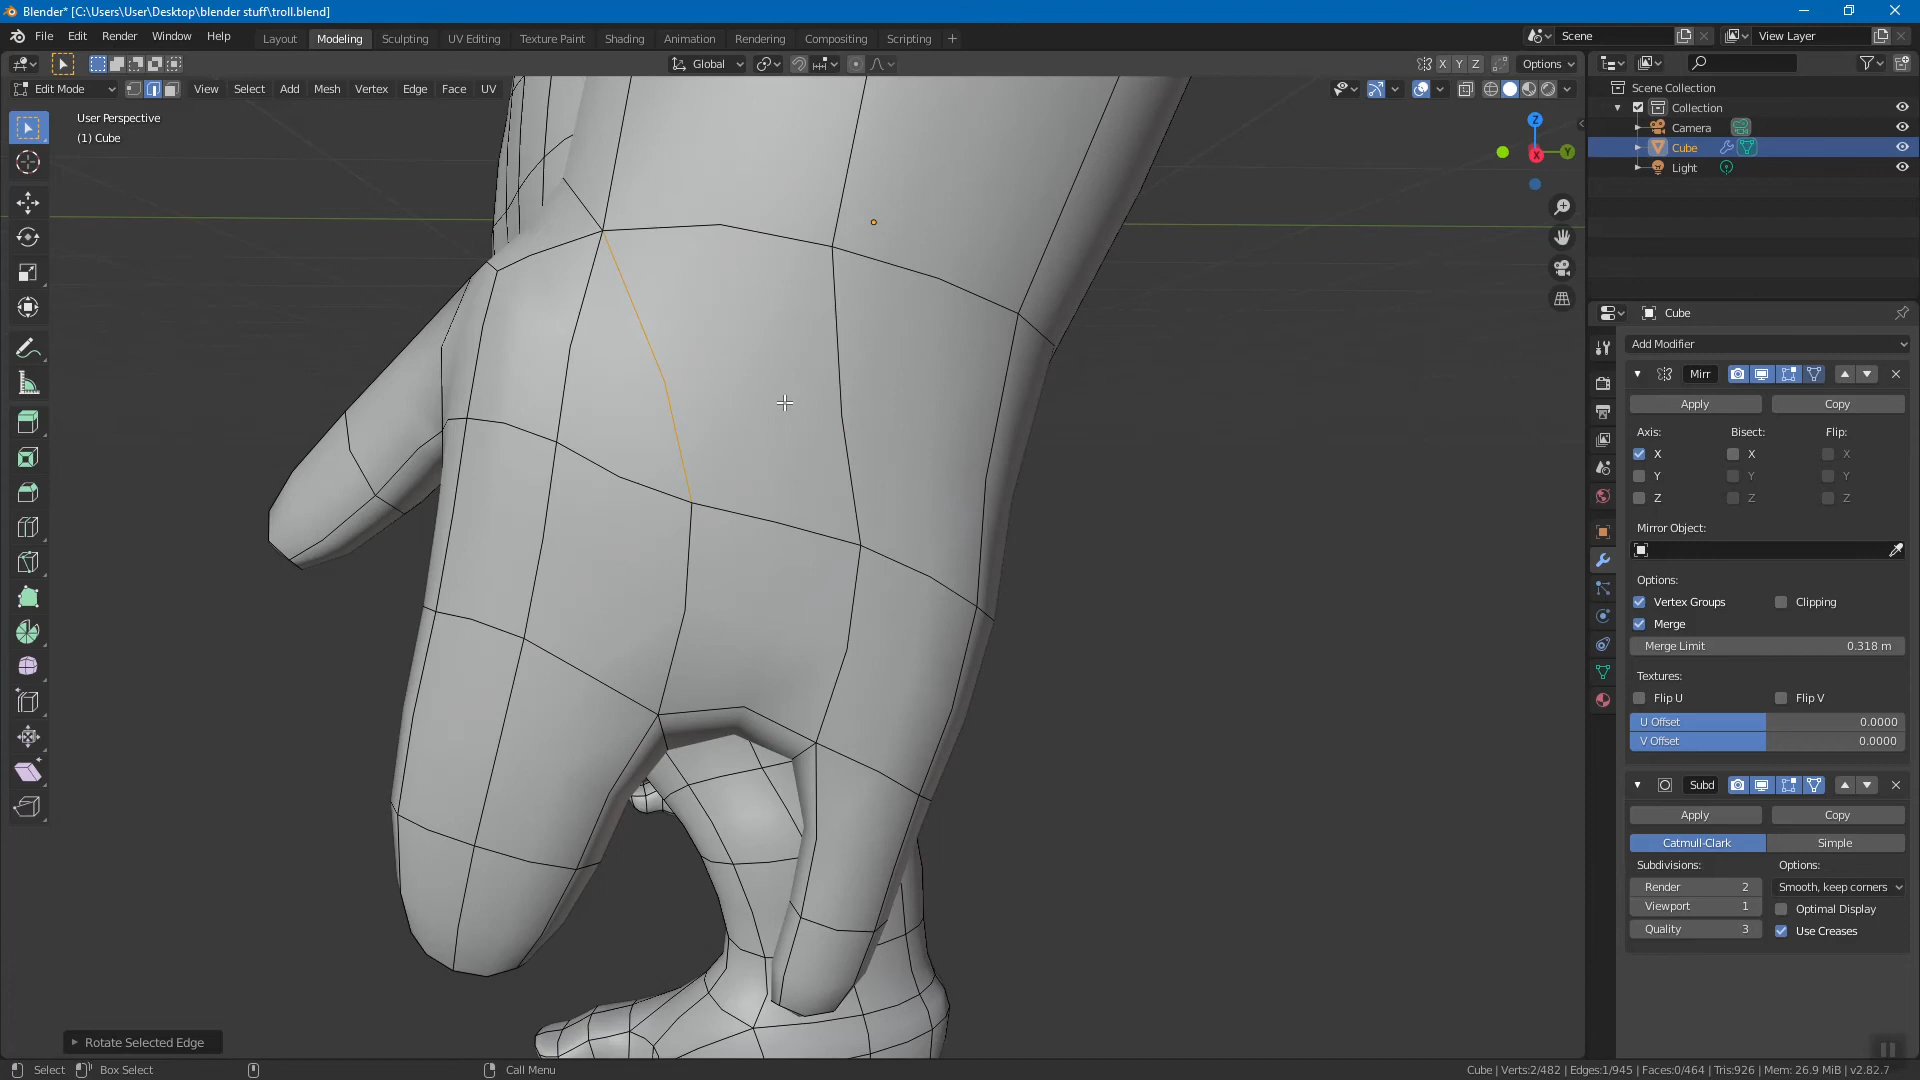 Blender* [C:\Users\User\Desktop\blender stuff\troll.blend]
File Edit Render Window Help
Layout Modeling Sculpting UV Editing Texture Paint Shading Animation Rendering Compositing Scripting +
Scene
View Layer
Global
X Y Z
Options
Edit Mode
View Select Add Mesh Vertex Edge Face UV
User Perspective
(1) Cube
Z
X
Y
Rotate Selected Edge
Scene Collection
Collection
Camera
Cube
Light
Cube
Add Modifier
Mirr
Apply Copy
Axis: Bisect: Flip:
X X X
Y Y Y
Z Z Z
Mirror Object:
Options:
Vertex Groups Clipping
Merge
Merge Limit 0.318 m
Textures:
Flip U Flip V
U Offset 0.0000
V Offset 0.0000
Subd
Apply Copy
Catmull-Clark Simple
Subdivisions: Options:
Render 2 Smooth, keep corners
Viewport 1 Optimal Display
Quality 3 Use Creases
Select Box Select Call Menu
Cube | Verts:2/482 | Edges:1/945 | Faces:0/464 | Tris:926 | Mem: 26.9 MiB | v2.82.7